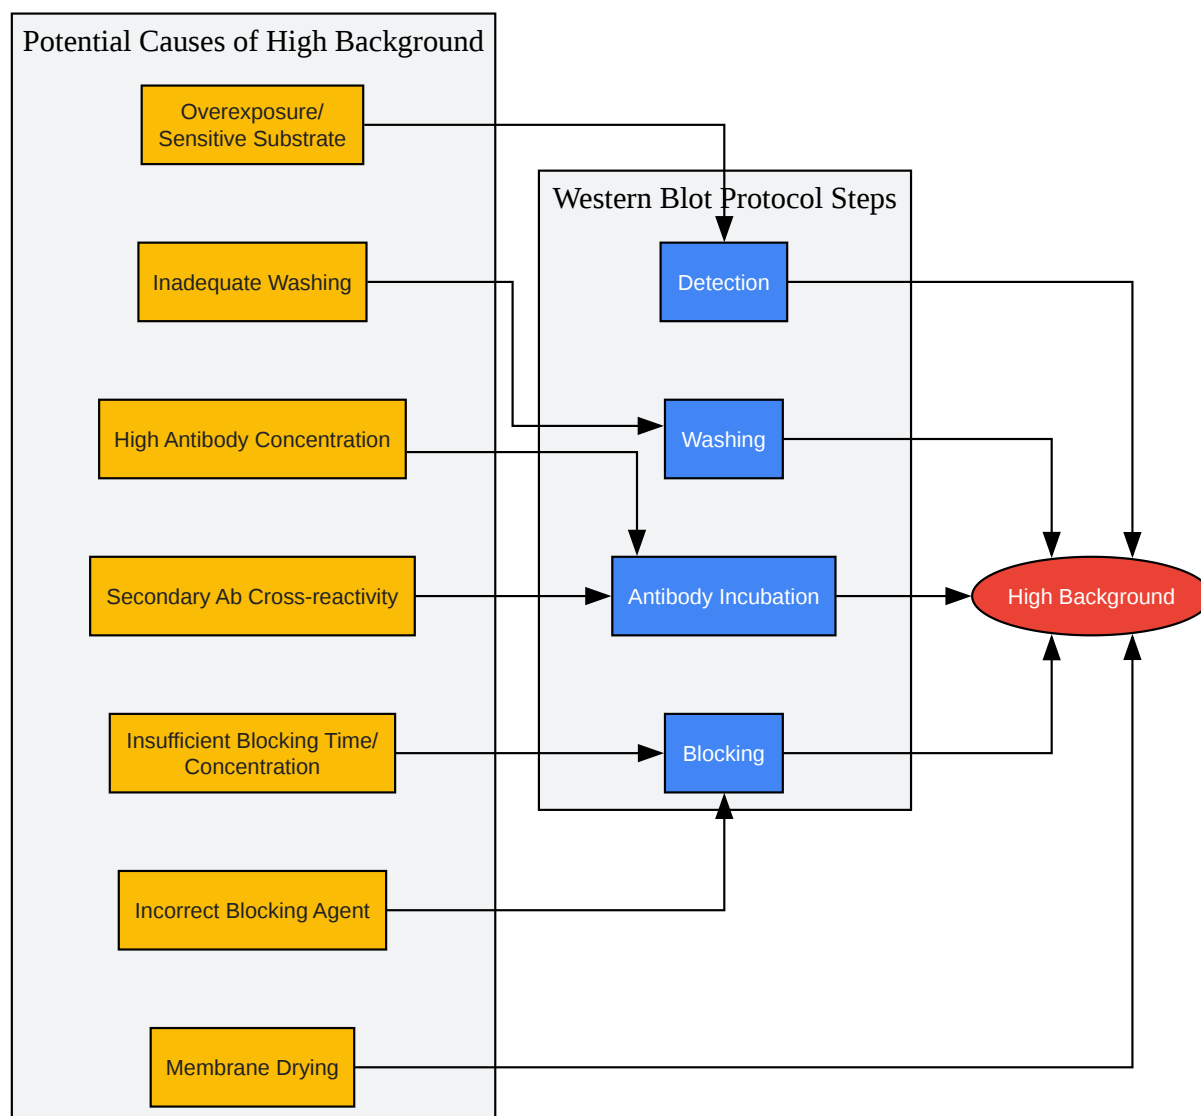 Potential Causes of High Background
Overexposure/
Sensitive Substrate
Inadequate Washing
High Antibody Concentration
Secondary Ab Cross-reactivity
Insufficient Blocking Time/
Concentration
Incorrect Blocking Agent
Membrane Drying
Western Blot Protocol Steps
Detection
Washing
Antibody Incubation
Blocking
High Background